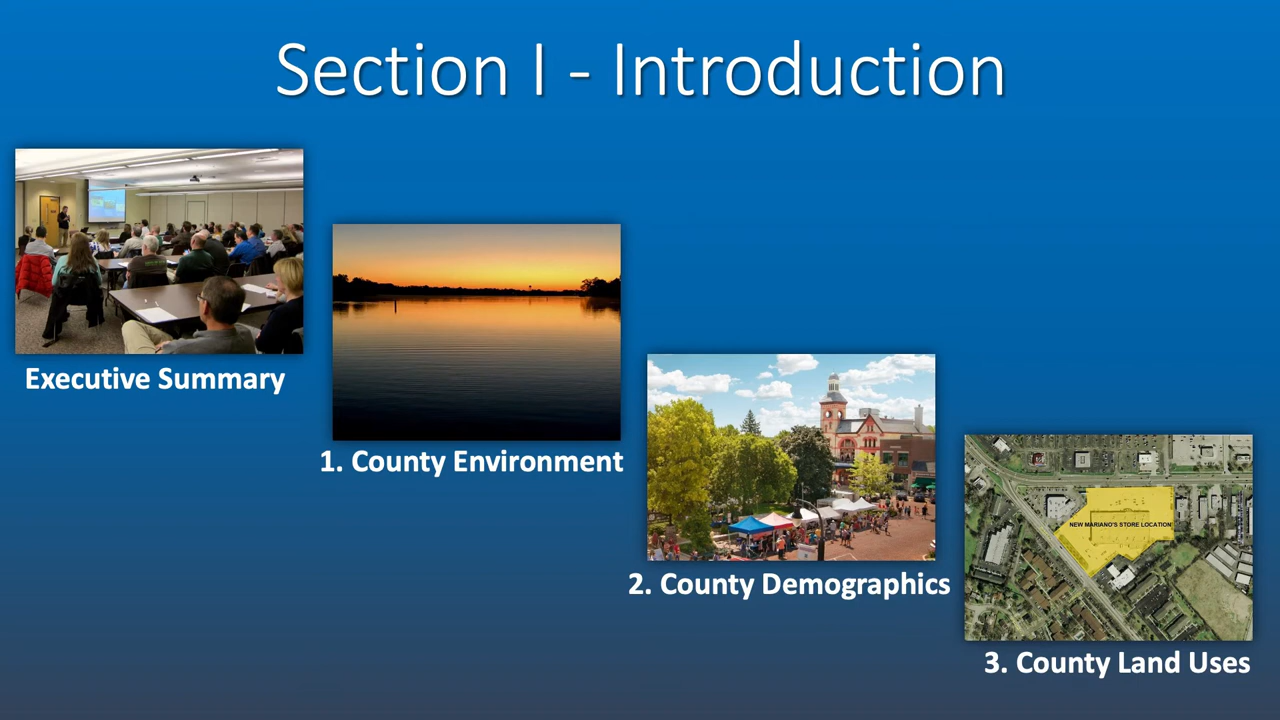 Section I - Introduction
Executive Summary
1. County Environment
2. County Demographics
NEW MARIANO'S STORE LOCATION
3. County Land Uses